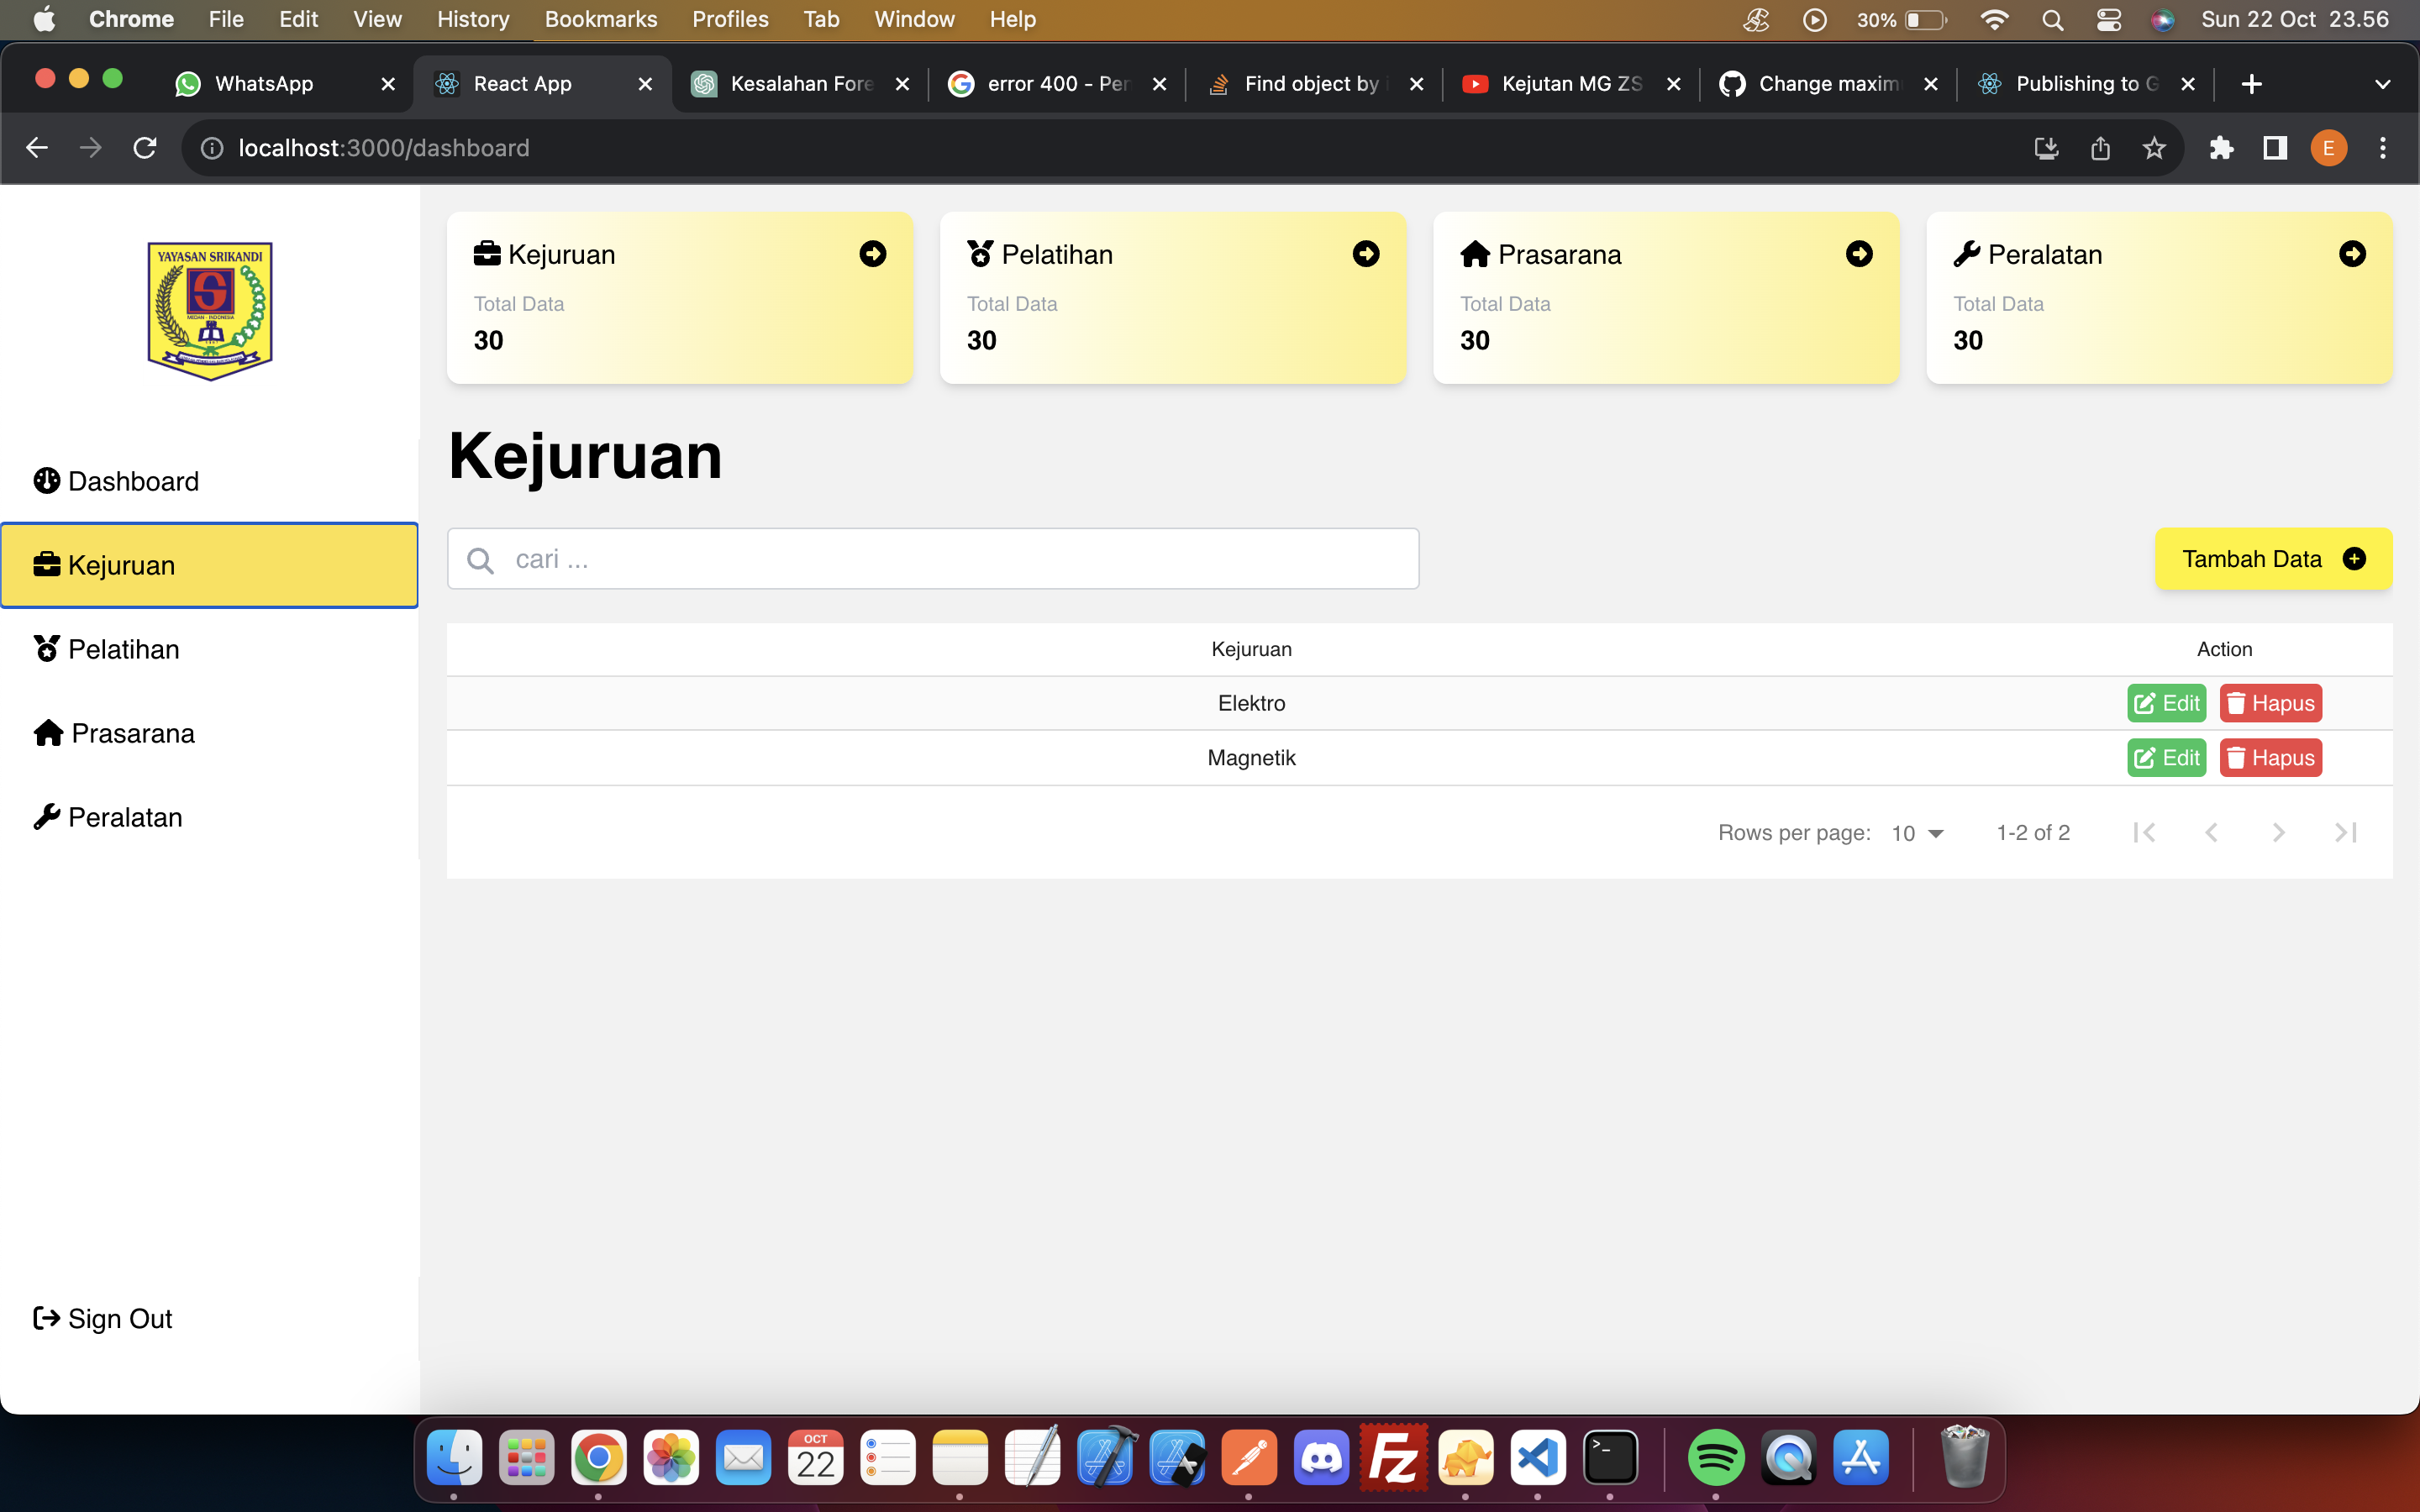 Chrome File Edit View History Bookmarks Profiles Tab Window Help 30% Sun 22 Oct 23.56
WhatsApp React App Kesalahan Fore error 400 - Per Find object by i Kejutan MG ZS Change maxim Publishing to G
localhost:3000/dashboard E
YAYASAN SRIKANDI
S
MEDAN - INDONESIA
Dashboard
Kejuruan
Pelatihan
Prasarana
Peralatan
Sign Out
Kejuruan
Total Data
30
Pelatihan
Total Data
30
Prasarana
Total Data
30
Peralatan
Total Data
30
Kejuruan
cari ...
Tambah Data
Kejuruan Action
Elektro Edit Hapus
Magnetik Edit Hapus
Rows per page: 10 1-2 of 2
OCT
22
FZ